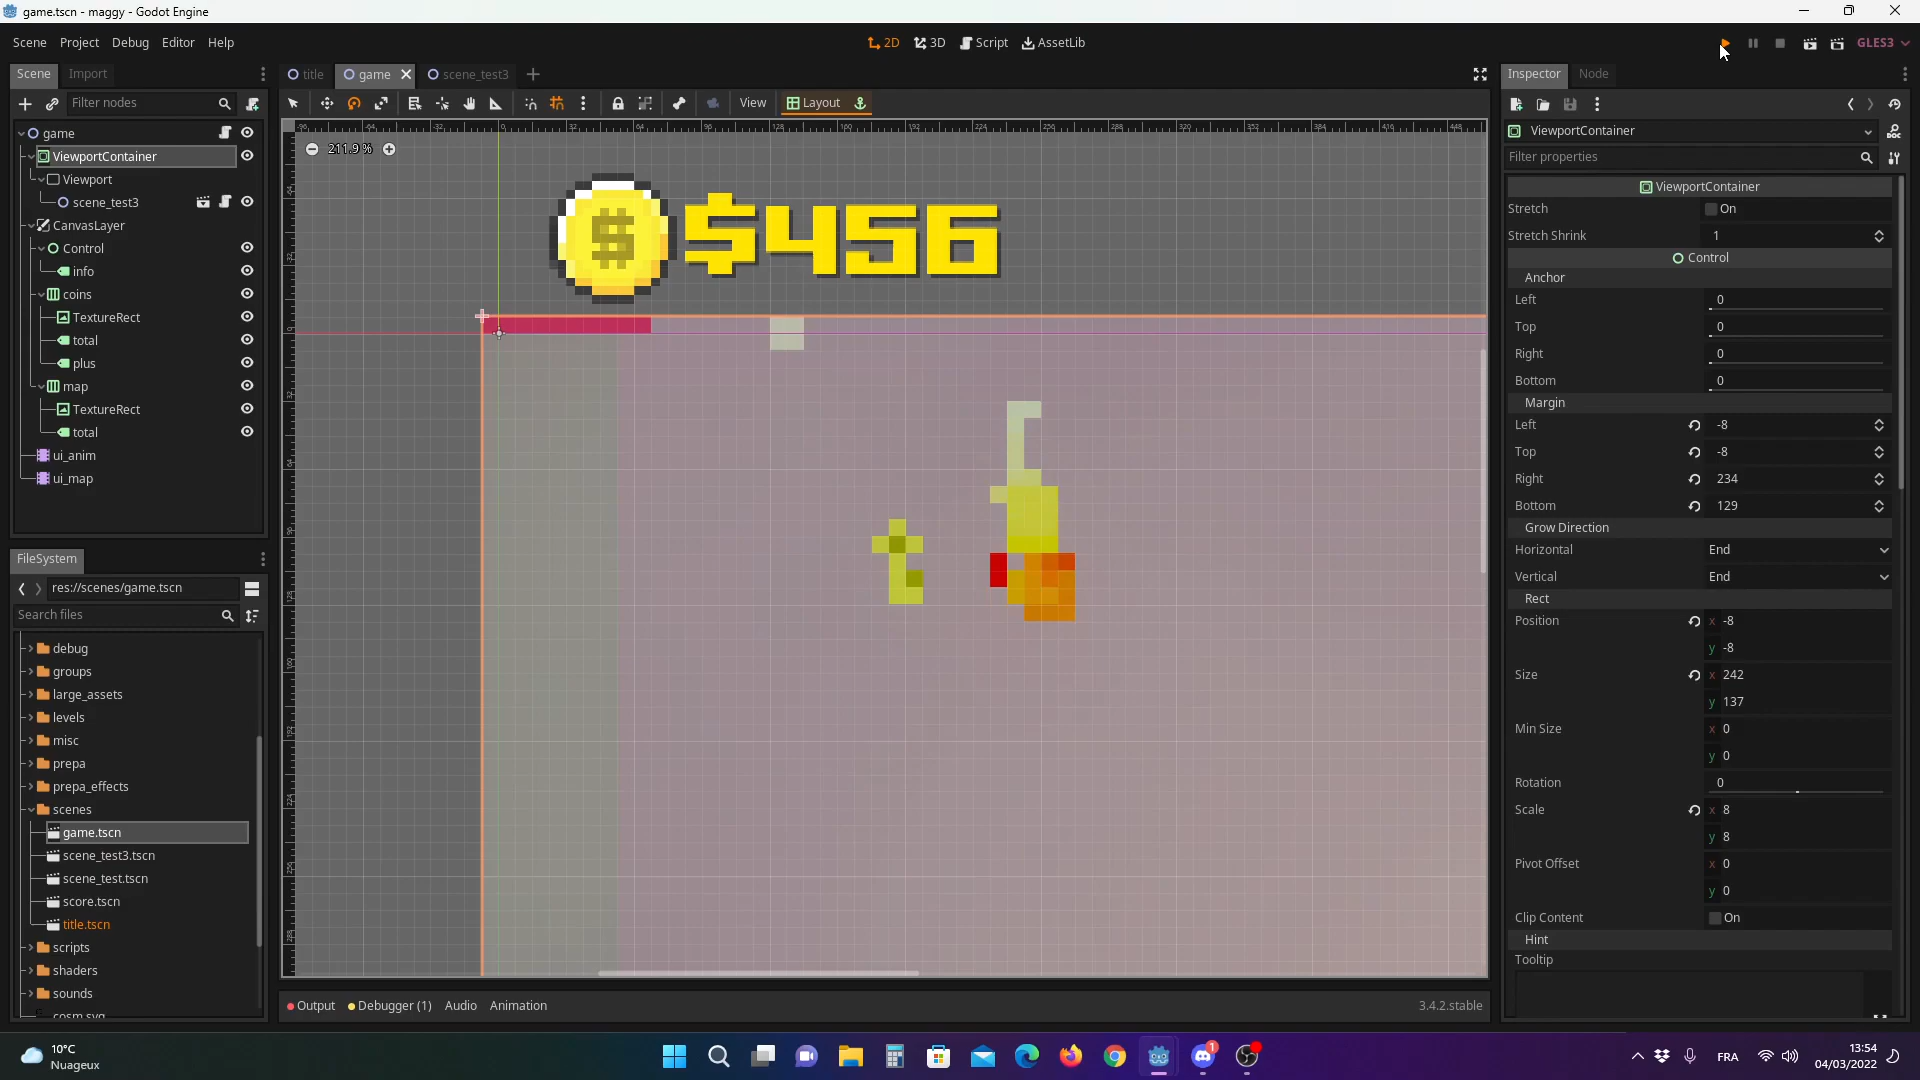 game.tscn - maggy - Godot Engine
Scene Project Debug Editor Help
2D 3D Script AssetLib
GLES3
Scene Import
title game scene_test3
Inspector Node
Filter nodes
View Layout
game
ViewportContainer
Viewport
scene_test3
CanvasLayer
Control
info
coins
TextureRect
total
plus
map
TextureRect
total
ui_anim
ui_map
FileSystem
res://scenes/game.tscn
Search files
debug
groups
large_assets
levels
misc
prepa
prepa_effects
scenes
game.tscn
scene_test3.tscn
scene_test.tscn
score.tscn
title.tscn
scripts
shaders
sounds
cosm.svg
211.9 %
$
$456
Output Debugger (1) Audio Animation
3.4.2.stable
ViewportContainer
Filter properties
ViewportContainer
Stretch On
Stretch Shrink 1
Control
Anchor
Left 0
Top 0
Right 0
Bottom 0
Margin
Left -8
Top -8
Right 234
Bottom 129
Grow Direction
Horizontal End
Vertical End
Rect
Position x -8
y -8
Size x 242
y 137
Min Size x 0
y 0
Rotation 0
Scale x 8
y 8
Pivot Offset x 0
y 0
Clip Content On
Hint
Tooltip
10°C
Nuageux
1
FRA
13:54
04/03/2022